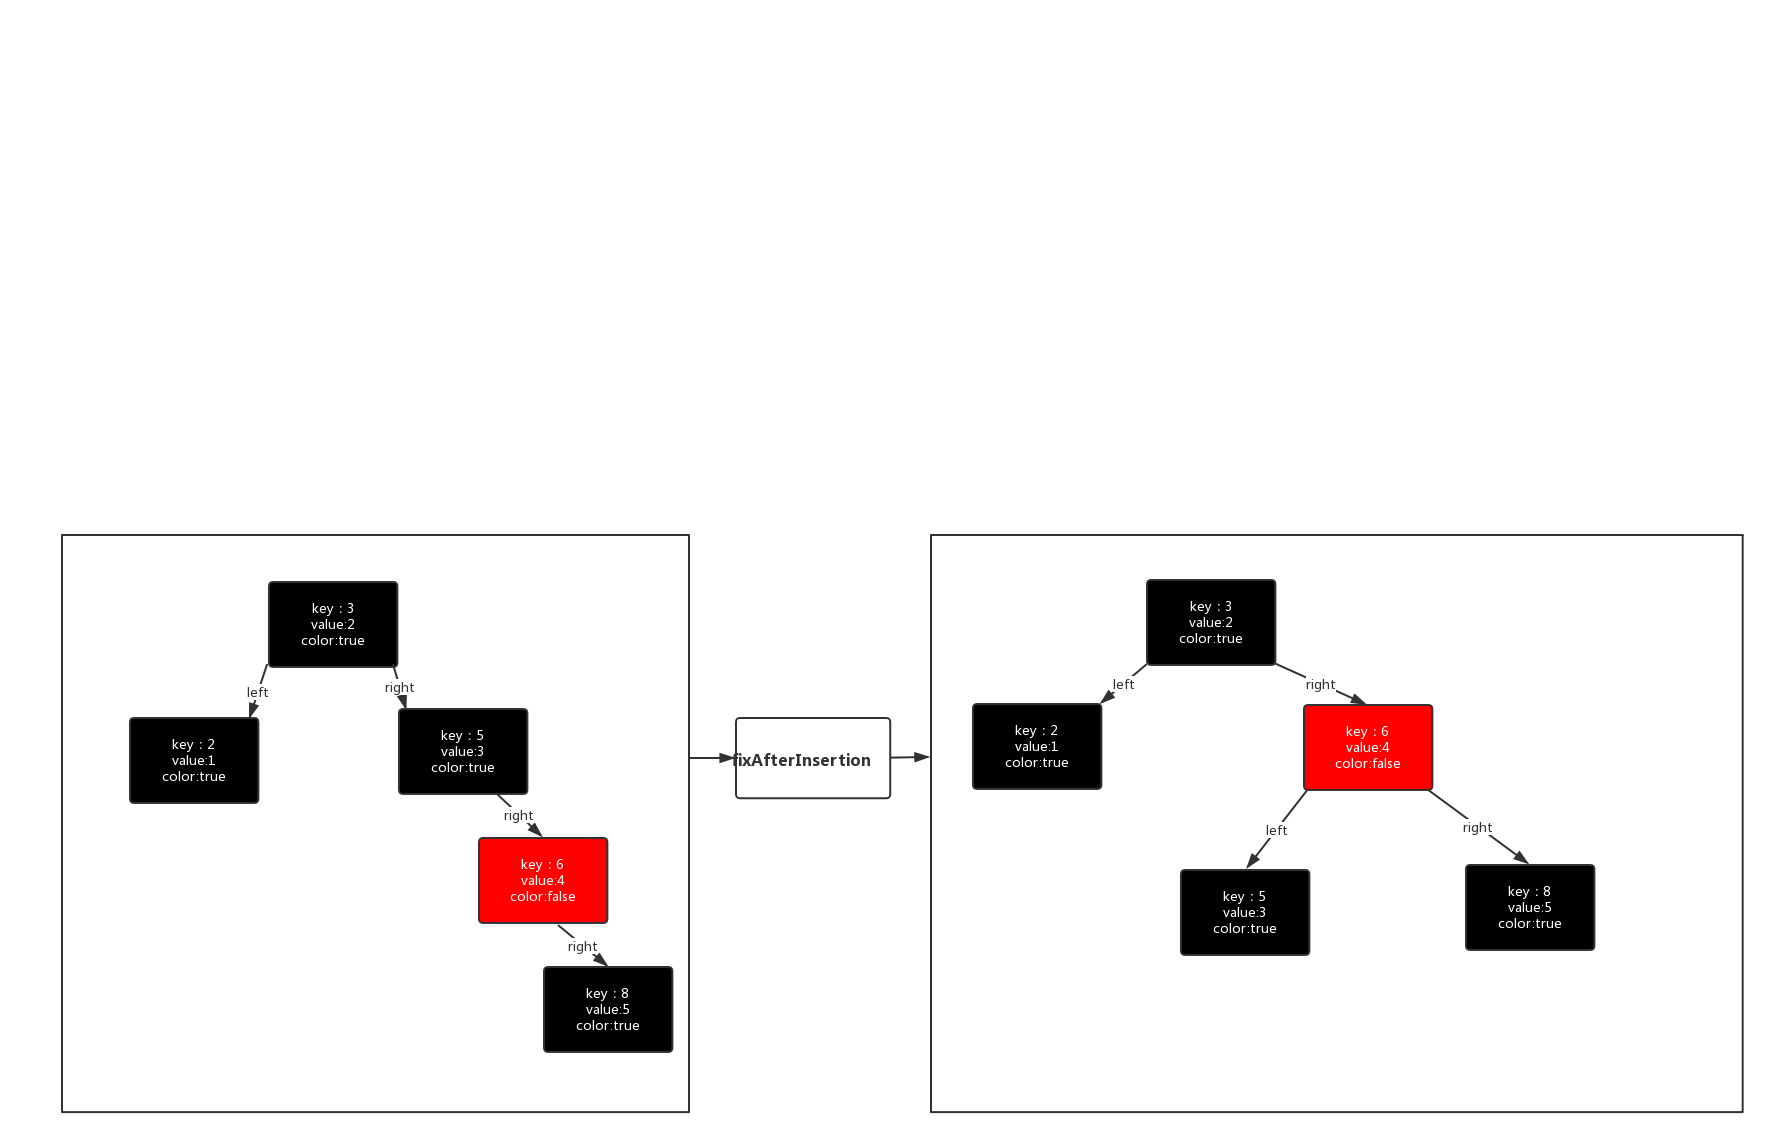 key：3
value:2
color:true
left
right
key：2
value:1
color:true
key：5
value:3
color:true
right
key：6
value:4
color:false
right
key：8
value:5
color:true
fixAfterInsertion
key：3
value:2
color:true
left
right
key：2
value:1
color:true
key：6
value:4
color:false
left
right
key：5
value:3
color:true
key：8
value:5
color:true